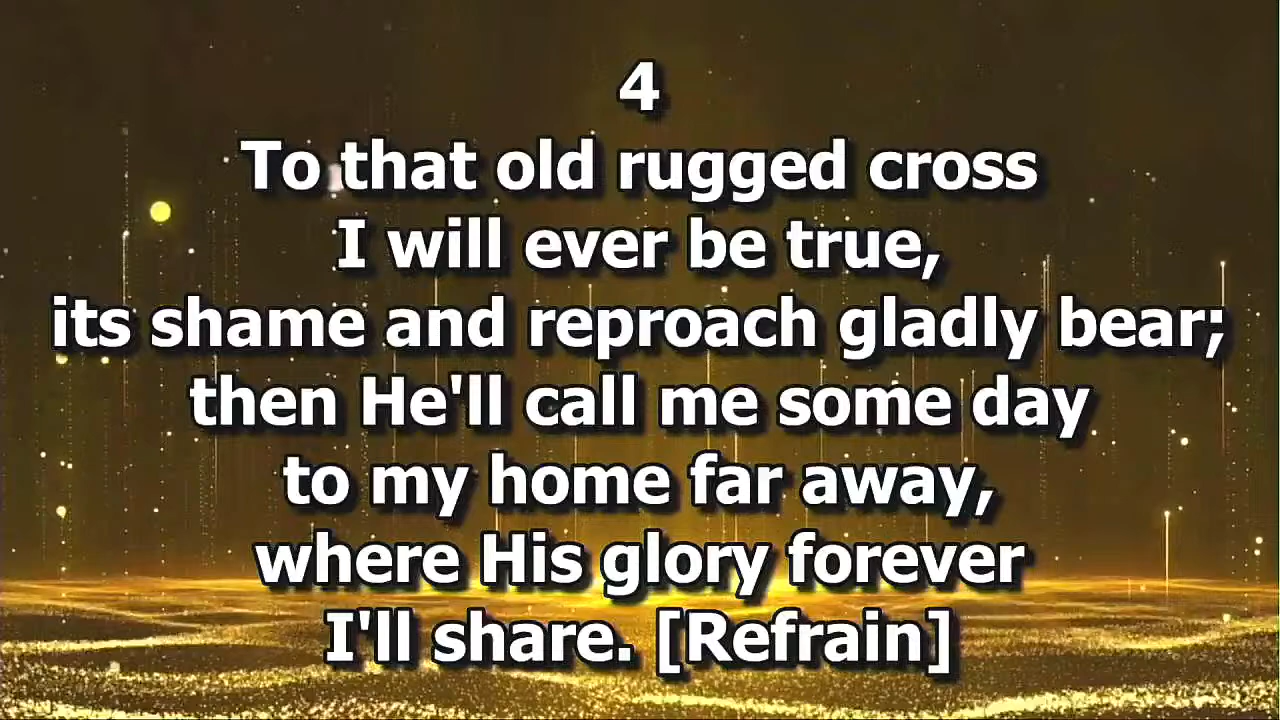 4
To that old rugged cross
I will ever be true,
its shame and reproach gladly bear;
then He'll call me some day
to my home far away,
where His glory forever
I'll share. [Refrain]